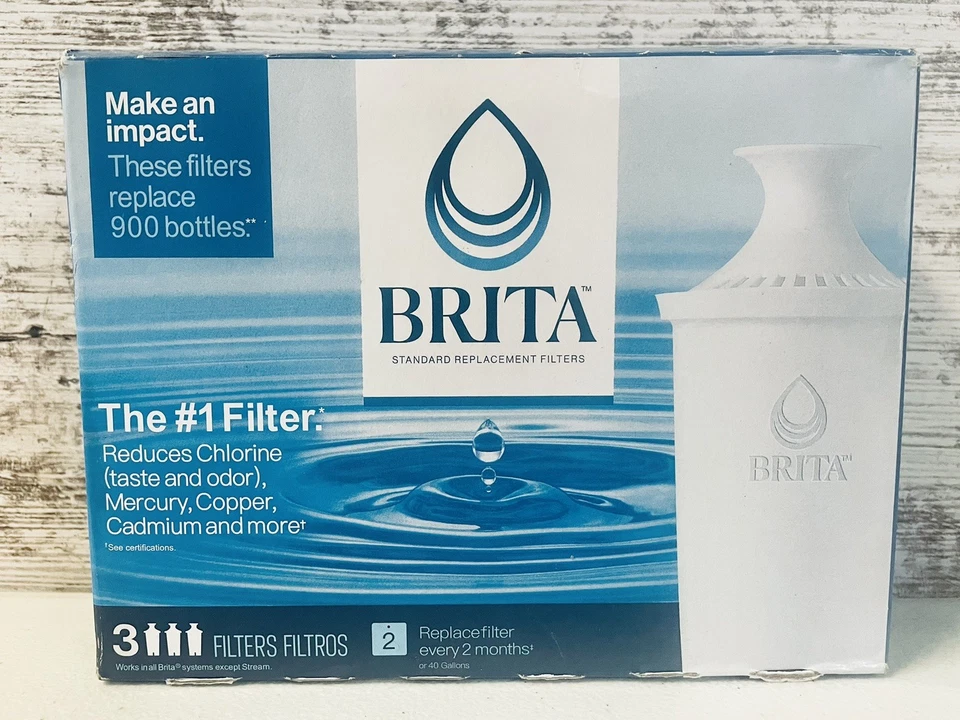 Make an
impact.
These filters
replace
900 bottles.**
BRITA™
STANDARD REPLACEMENT FILTERS
The #1 Filter.*
Reduces Chlorine
(taste and odor),
Mercury, Copper,
Cadmium and more†
†See certifications.
BRITA™
3 FILTERS FILTROS
Works in all Brita® systems except Stream.
2
Replace filter
every 2 months‡
or 40 Gallons